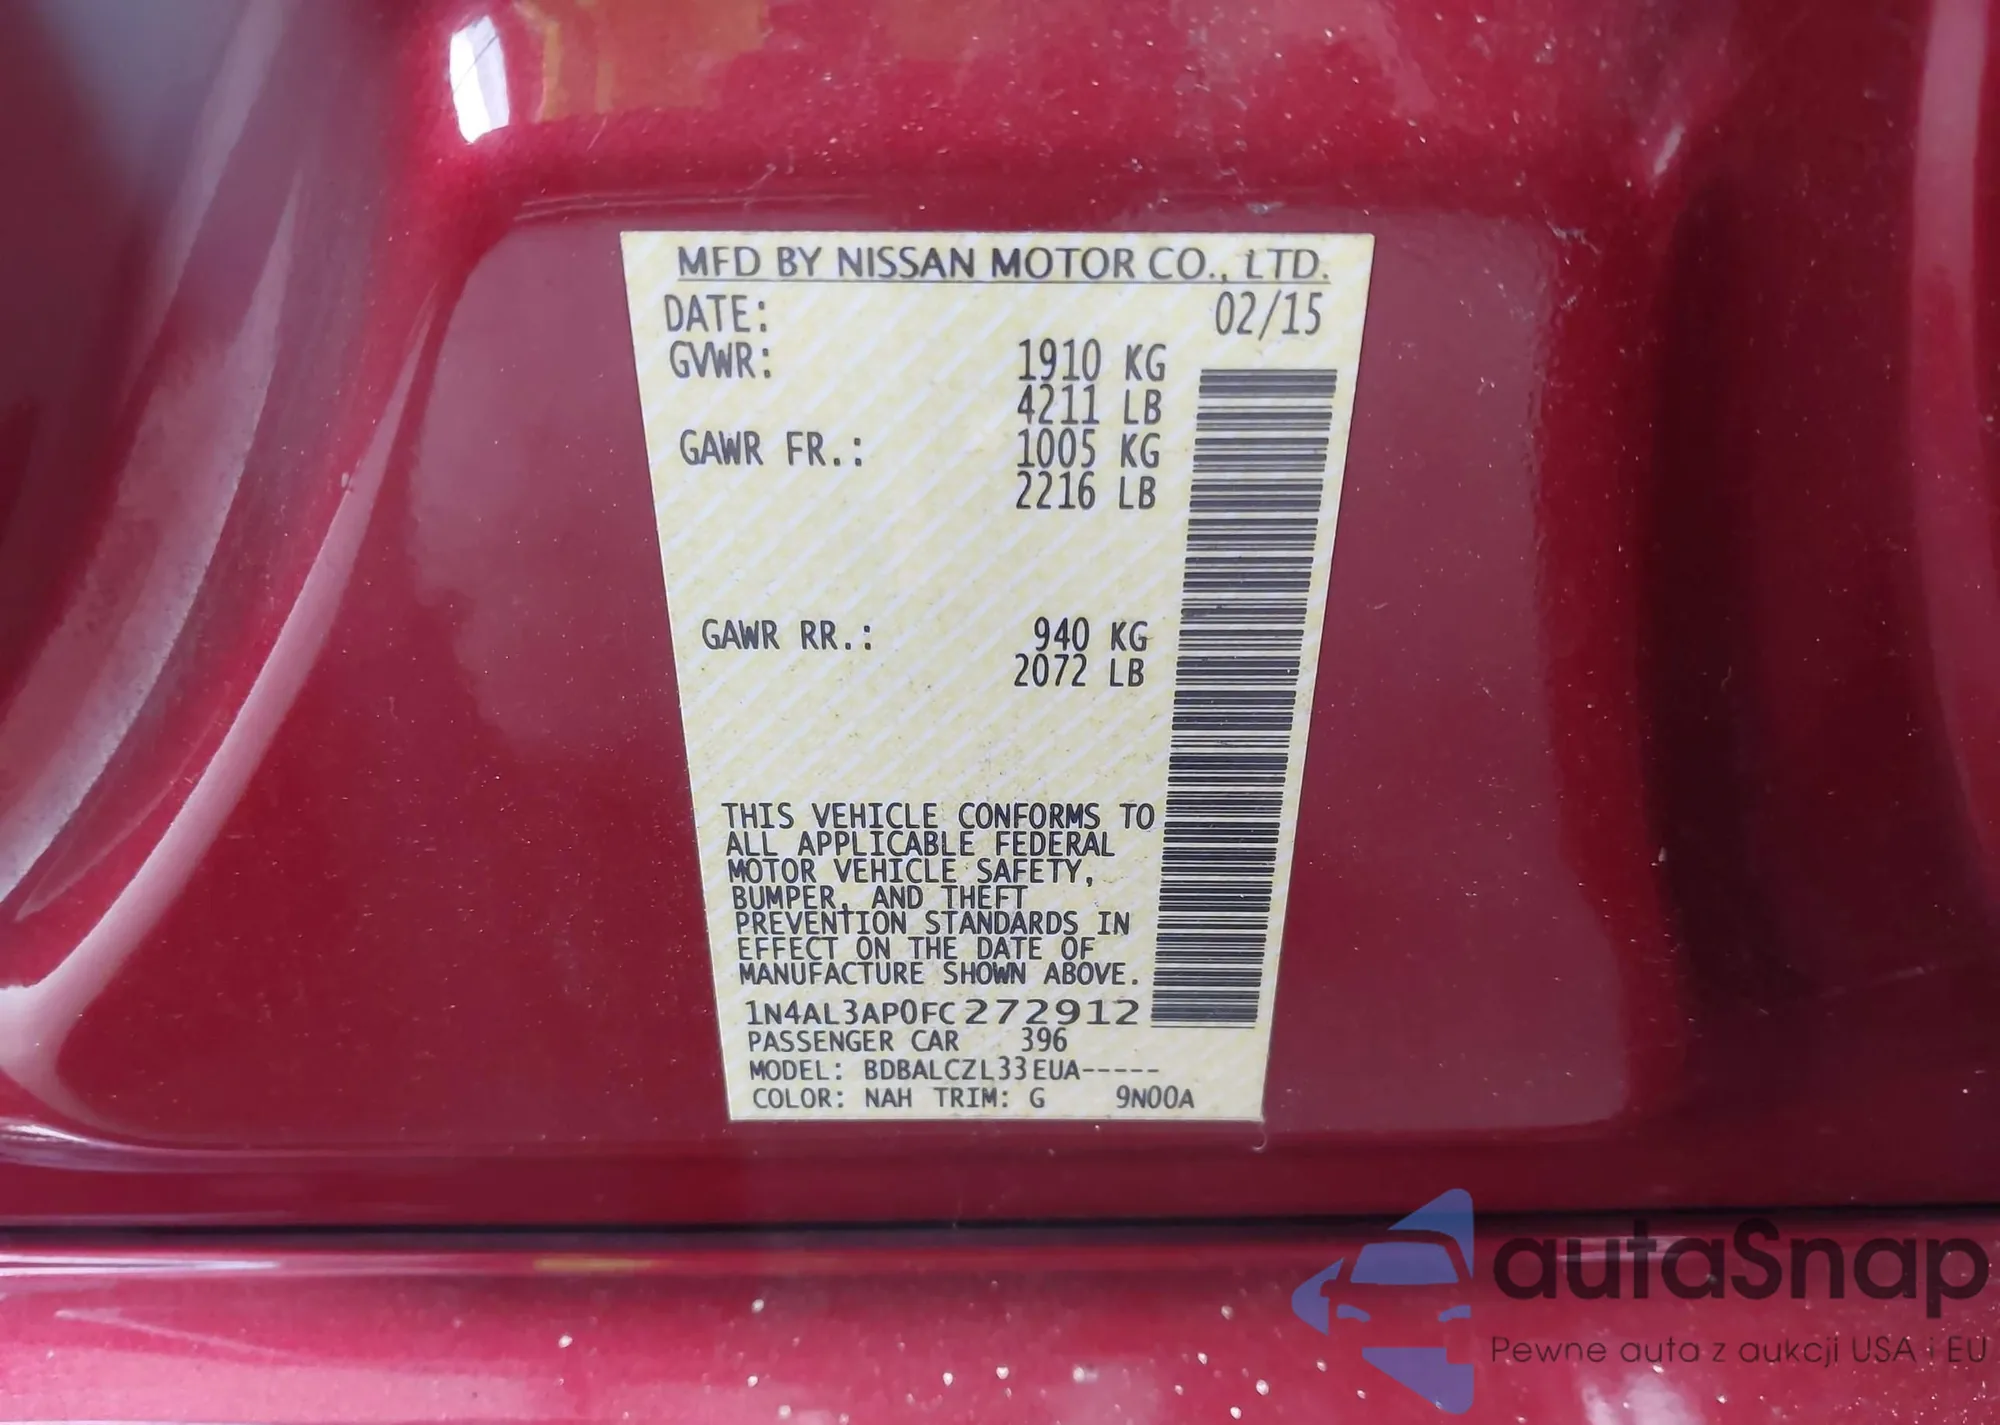 MFD BY NISSAN MOTOR CO., LTD.
DATE: 02/15
GVWR: 1910 KG
4211 LB
GAWR FR.: 1005 KG
2216 LB
GAWR RR.: 940 KG
2072 LB
THIS VEHICLE CONFORMS TO
ALL APPLICABLE FEDERAL
MOTOR VEHICLE SAFETY,
BUMPER, AND THEFT
PREVENTION STANDARDS IN
EFFECT ON THE DATE OF
MANUFACTURE SHOWN ABOVE.
1N4AL3AP0FC272912
PASSENGER CAR 396
MODEL: BDBALCZL33EUA-----
COLOR: NAH TRIM: G 9N00A
autaSnap
Pewne auta z aukcji USA i EU